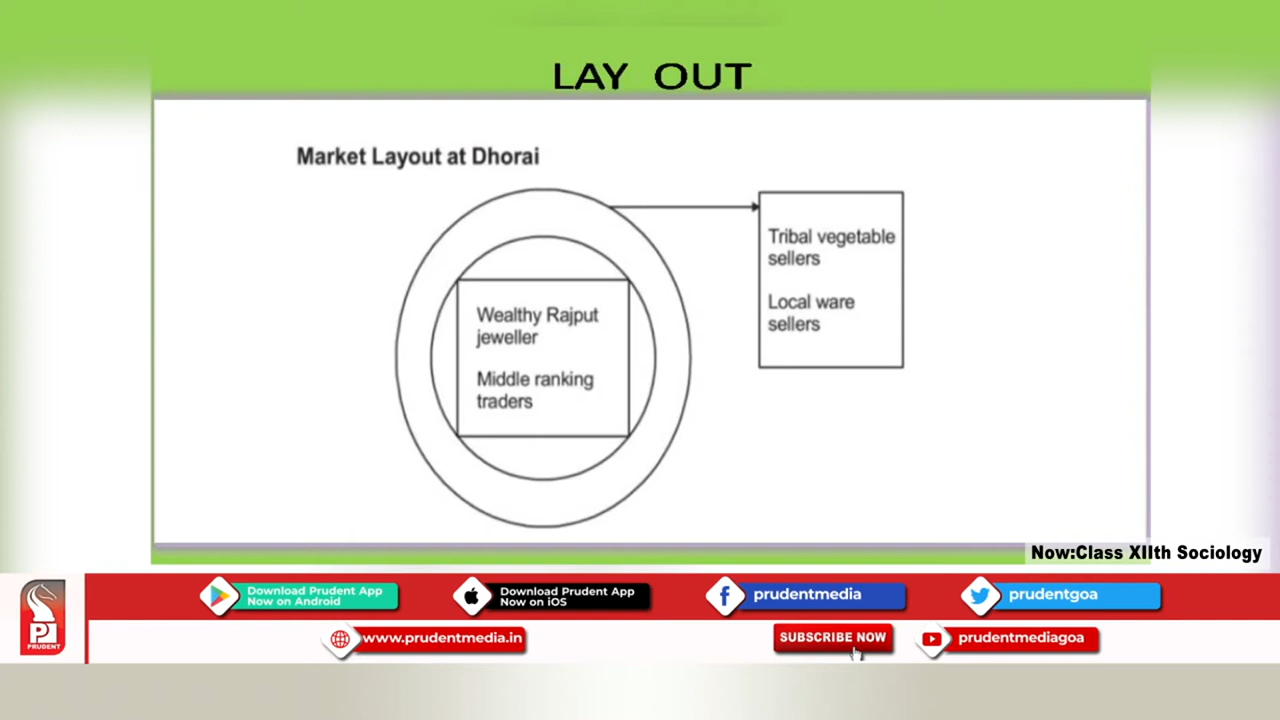 LAY OUT
Market Layout at Dhorai
Wealthy Rajput
jeweller
Middle ranking
traders
Tribal vegetable
sellers
Local ware
sellers
Now:Class XIIth Sociology
Download Prudent App
Now on Android
Download Prudent App
Now on iOS
prudentmedia
prudentgoa
PRUDENT
www.prudentmedia.in
SUBSCRIBE NOW
prudentmediagoa